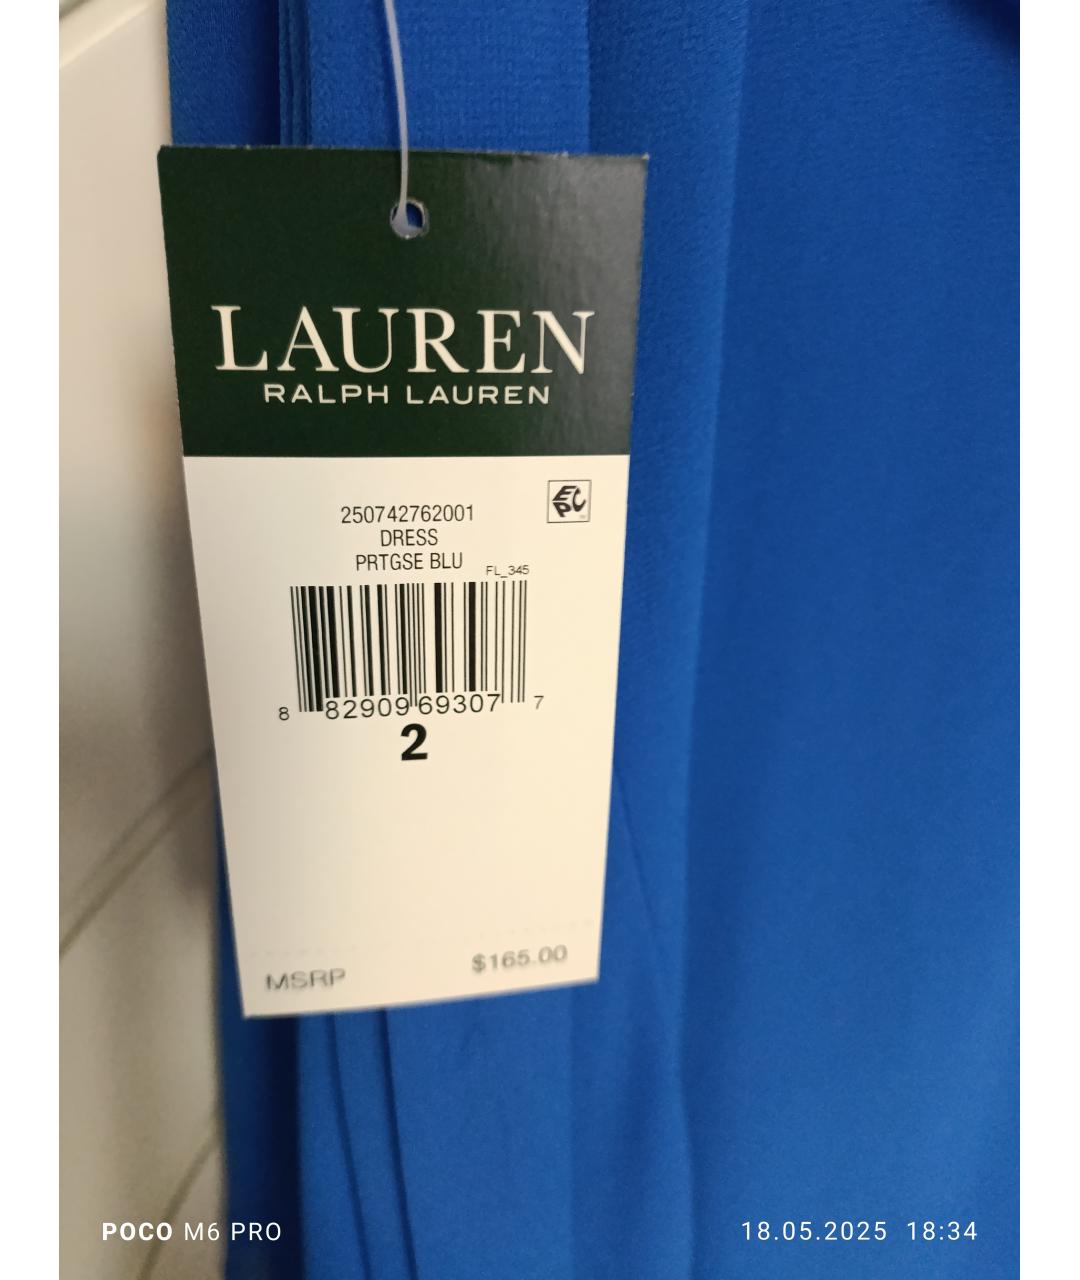 LAUREN
RALPH LAUREN
250742762001
DRESS
PRTGSE BLU
FL_345
8 82909 69307 7
2
MSRP $165.00
POCO M6 PRO
18.05.2025 18:34